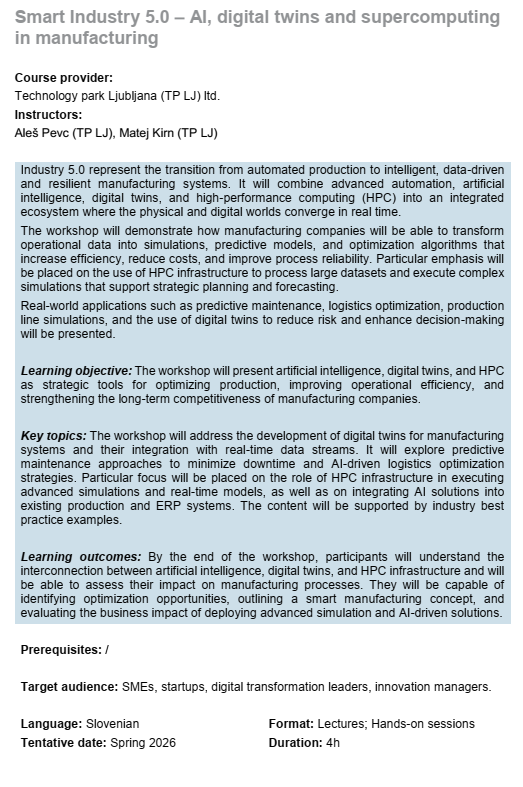 Smart Industry 5.0 – AI, digital twins and supercomputing
in manufacturing
Course provider:
Technology park Ljubljana (TP LJ) ltd.
Instructors:
Aleš Pevc (TP LJ), Matej Kirn (TP LJ)
Industry 5.0 represent the transition from automated production to intelligent, data-driven
and resilient manufacturing systems. It will combine advanced automation, artificial
intelligence, digital twins, and high-performance computing (HPC) into an integrated
ecosystem where the physical and digital worlds converge in real time.
The workshop will demonstrate how manufacturing companies will be able to transform
operational data into simulations, predictive models, and optimization algorithms that
increase efficiency, reduce costs, and improve process reliability. Particular emphasis will
be placed on the use of HPC infrastructure to process large datasets and execute complex
simulations that support strategic planning and forecasting.
Real-world applications such as predictive maintenance, logistics optimization, production
line simulations, and the use of digital twins to reduce risk and enhance decision-making
will be presented.
Learning objective: The workshop will present artificial intelligence, digital twins, and HPC
as strategic tools for optimizing production, improving operational efficiency, and
strengthening the long-term competitiveness of manufacturing companies.
Key topics: The workshop will address the development of digital twins for manufacturing
systems and their integration with real-time data streams. It will explore predictive
maintenance approaches to minimize downtime and AI-driven logistics optimization
strategies. Particular focus will be placed on the role of HPC infrastructure in executing
advanced simulations and real-time models, as well as on integrating AI solutions into
existing production and ERP systems. The content will be supported by industry best
practice examples.
Learning outcomes: By the end of the workshop, participants will understand the
interconnection between artificial intelligence, digital twins, and HPC infrastructure and will
be able to assess their impact on manufacturing processes. They will be capable of
identifying optimization opportunities, outlining a smart manufacturing concept, and
evaluating the business impact of deploying advanced simulation and AI-driven solutions.
Prerequisites: /
Target audience: SMEs, startups, digital transformation leaders, innovation managers.
Language: Slovenian
Format: Lectures; Hands-on sessions
Tentative date: Spring 2026
Duration: 4h